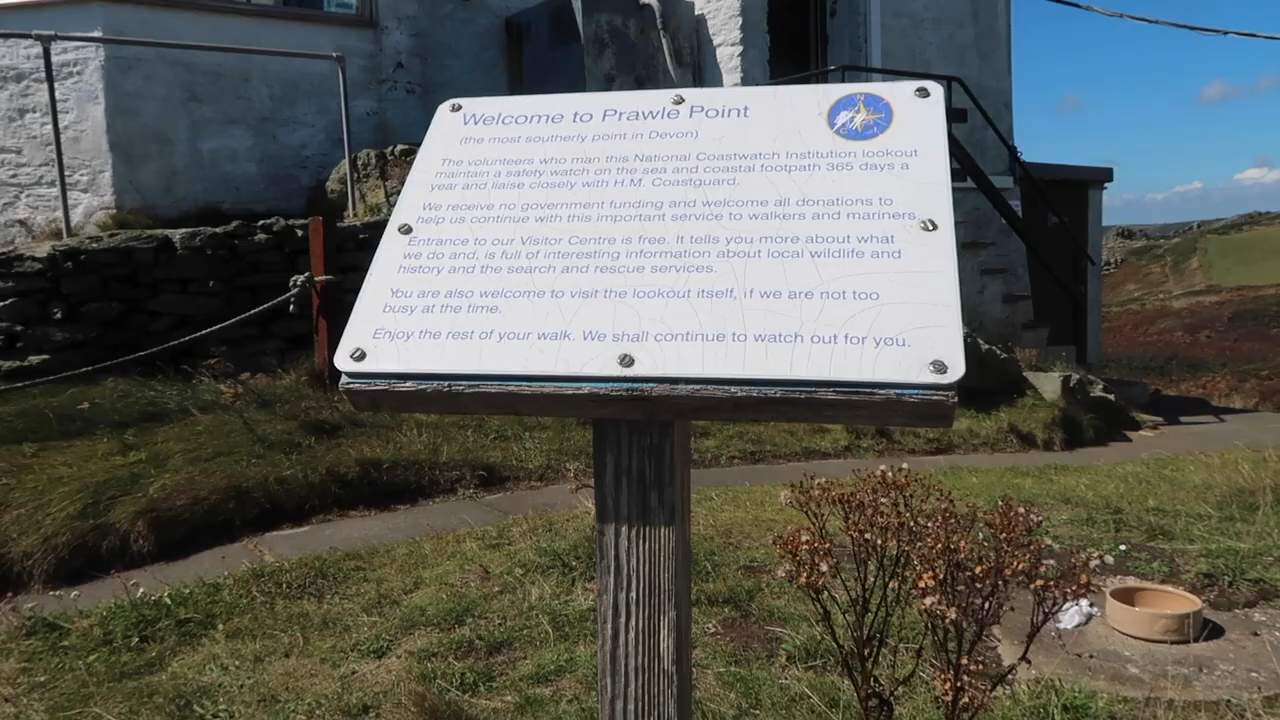 Welcome to Prawle Point
(the most southerly point in Devon)
The volunteers who man this National Coastwatch Institution lookout
maintain a safety watch on the sea and coastal footpath 365 days a
year and liaise closely with H.M. Coastguard.
We receive no government funding and welcome all donations to
help us continue with this important service to walkers and mariners.
Entrance to our Visitor Centre is free. It tells you more about what
we do and, is full of interesting information about local wildlife and
history and the search and rescue services.
You are also welcome to visit the lookout itself, if we are not too
busy at the time.
Enjoy the rest of your walk. We shall continue to watch out for you.